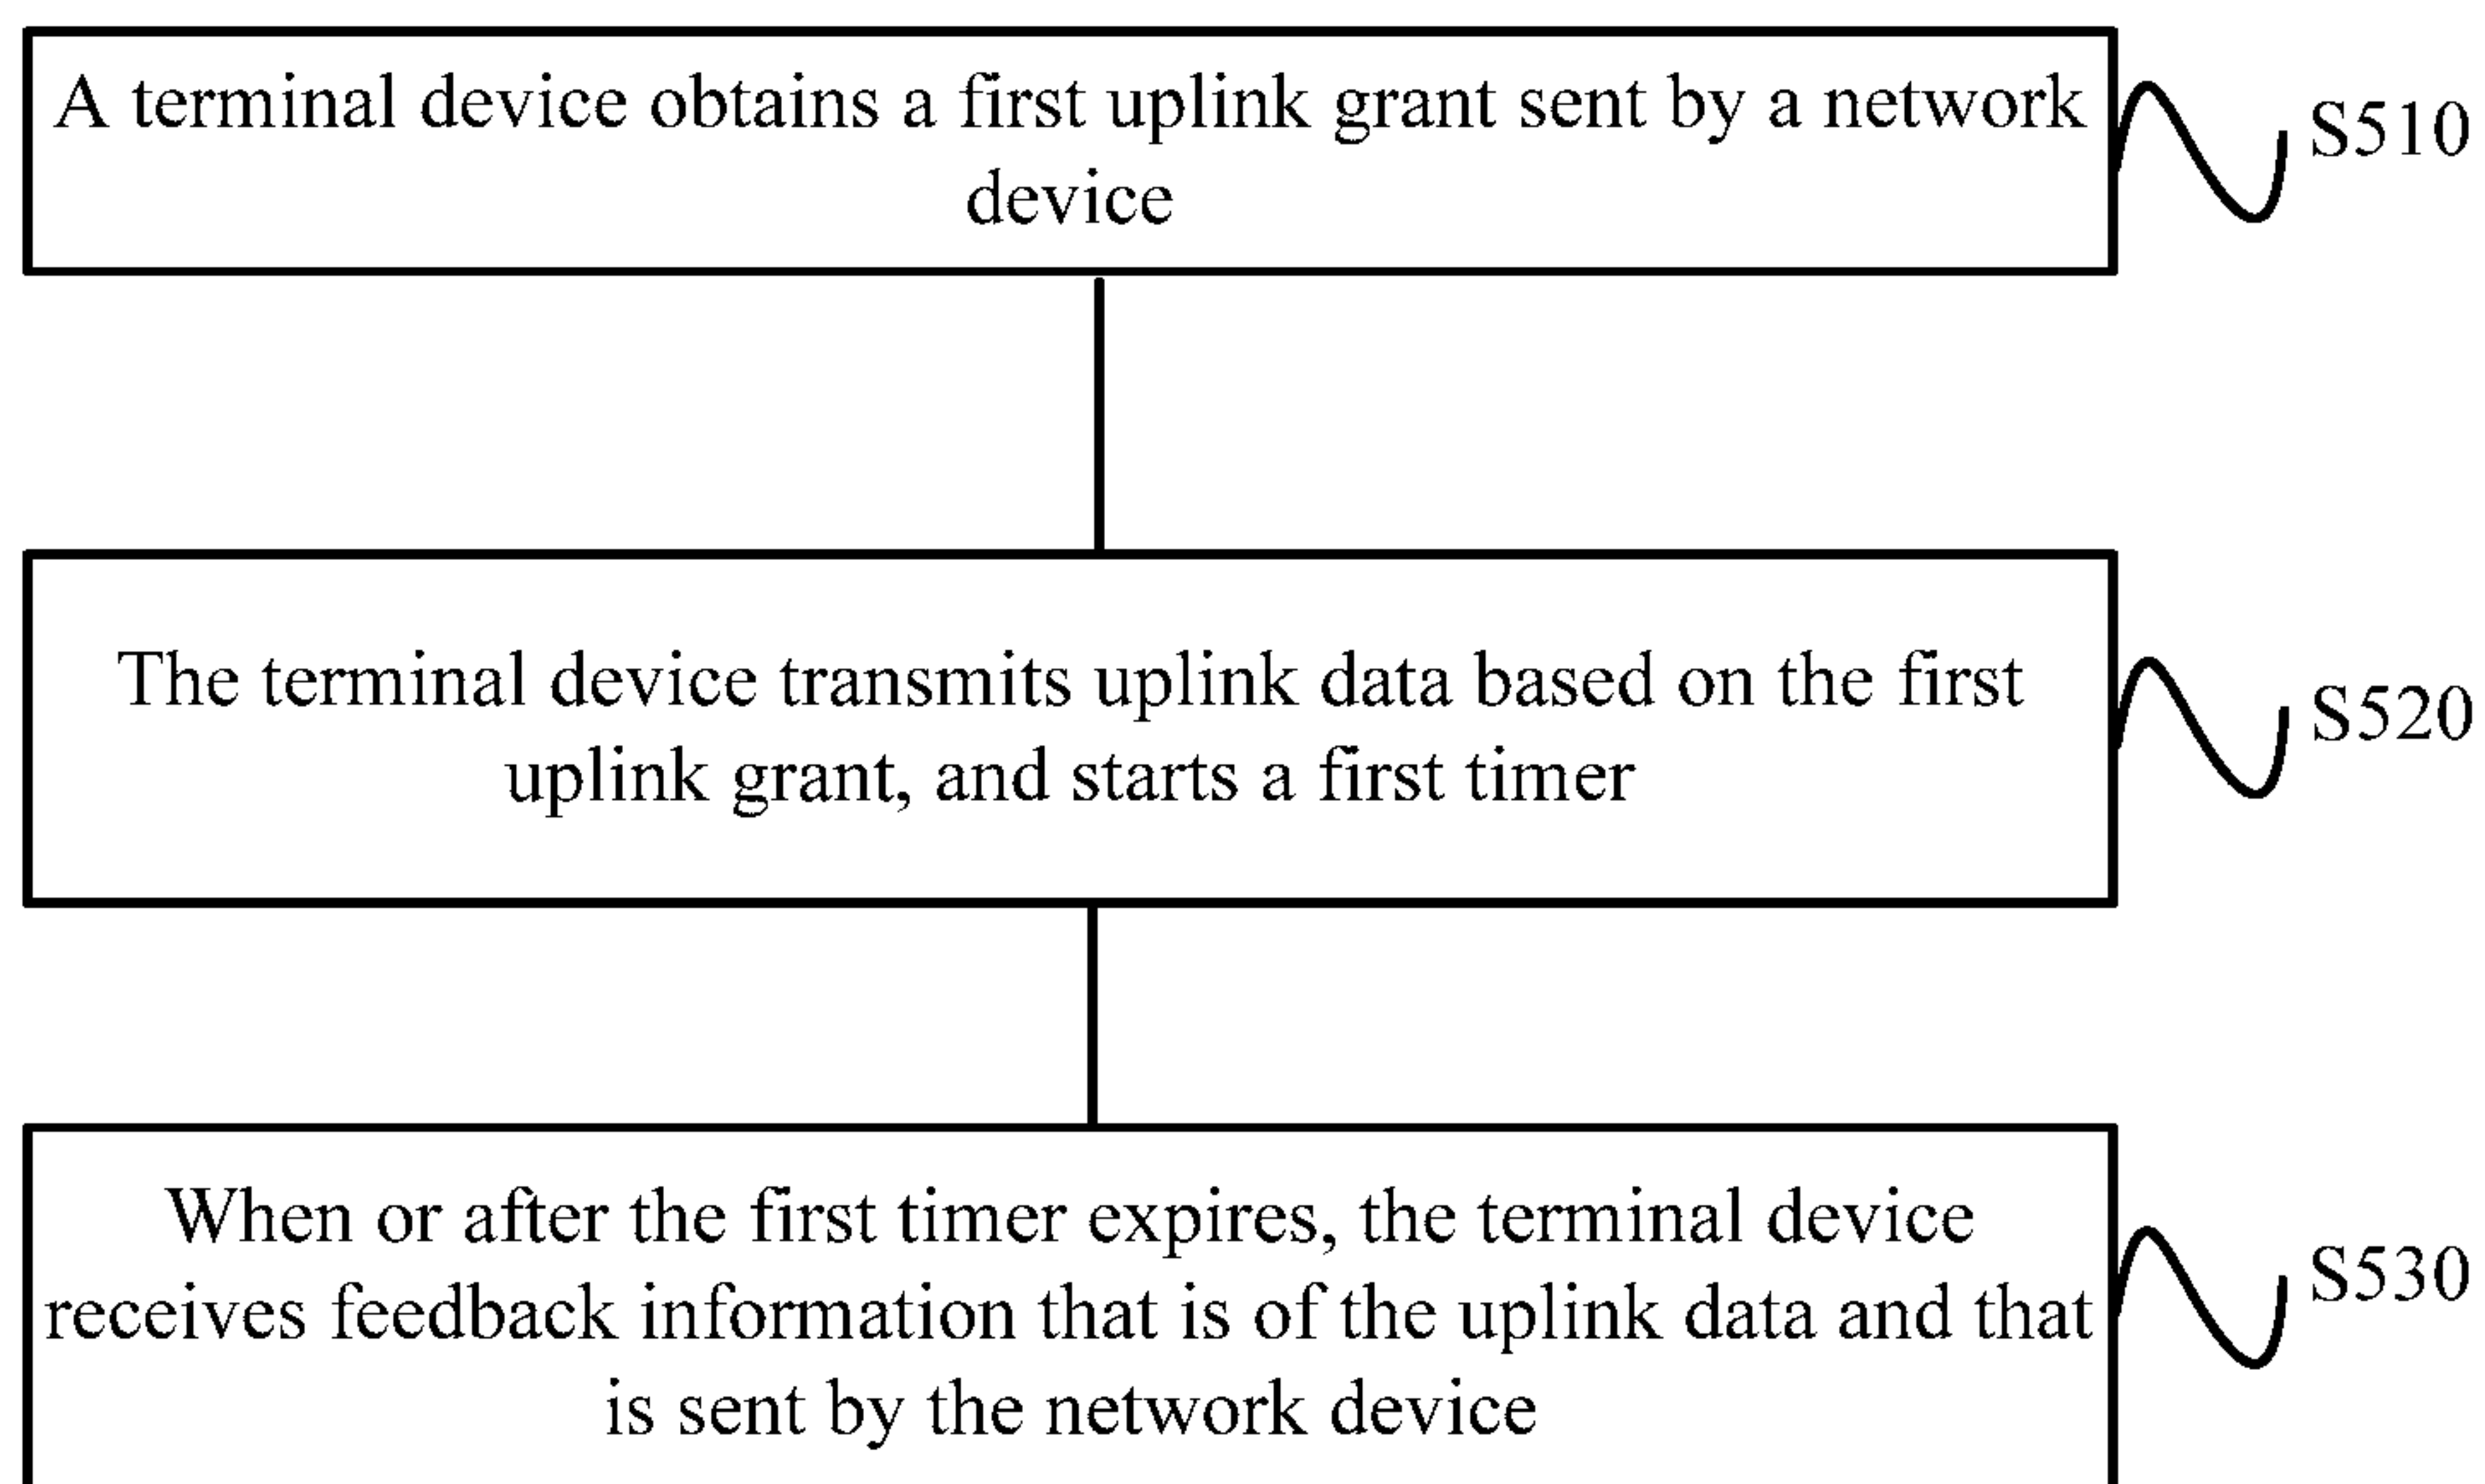 A terminal device obtains a first uplink grant sent by a network
device
S510
The terminal device transmits uplink data based on the first
uplink grant, and starts a first timer
S520
When or after the first timer expires, the terminal device
receives feedback information that is of the uplink data and that
is sent by the network device
S530